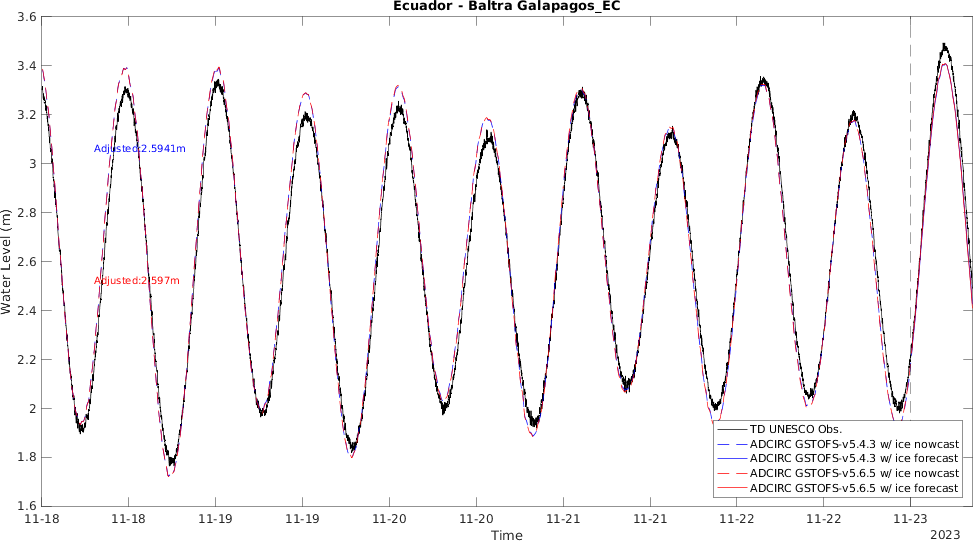 Ecuador - Baltra Galapagos_EC
3.6
3.4
3.2
3
2.8
2.6
2.4
2.2
2
1.8
1.6
Water Level (m)
Adjusted:2.5941m
Adjusted:2.597m
TD UNESCO Obs.
ADCIRC GSTOFS-v5.4.3 w/ ice nowcast
ADCIRC GSTOFS-v5.4.3 w/ ice forecast
ADCIRC GSTOFS-v5.6.5 w/ ice nowcast
ADCIRC GSTOFS-v5.6.5 w/ ice forecast
11-18 11-18 11-19 11-19 11-20 11-20 11-21 11-21 11-22 11-22 11-23
Time
2023